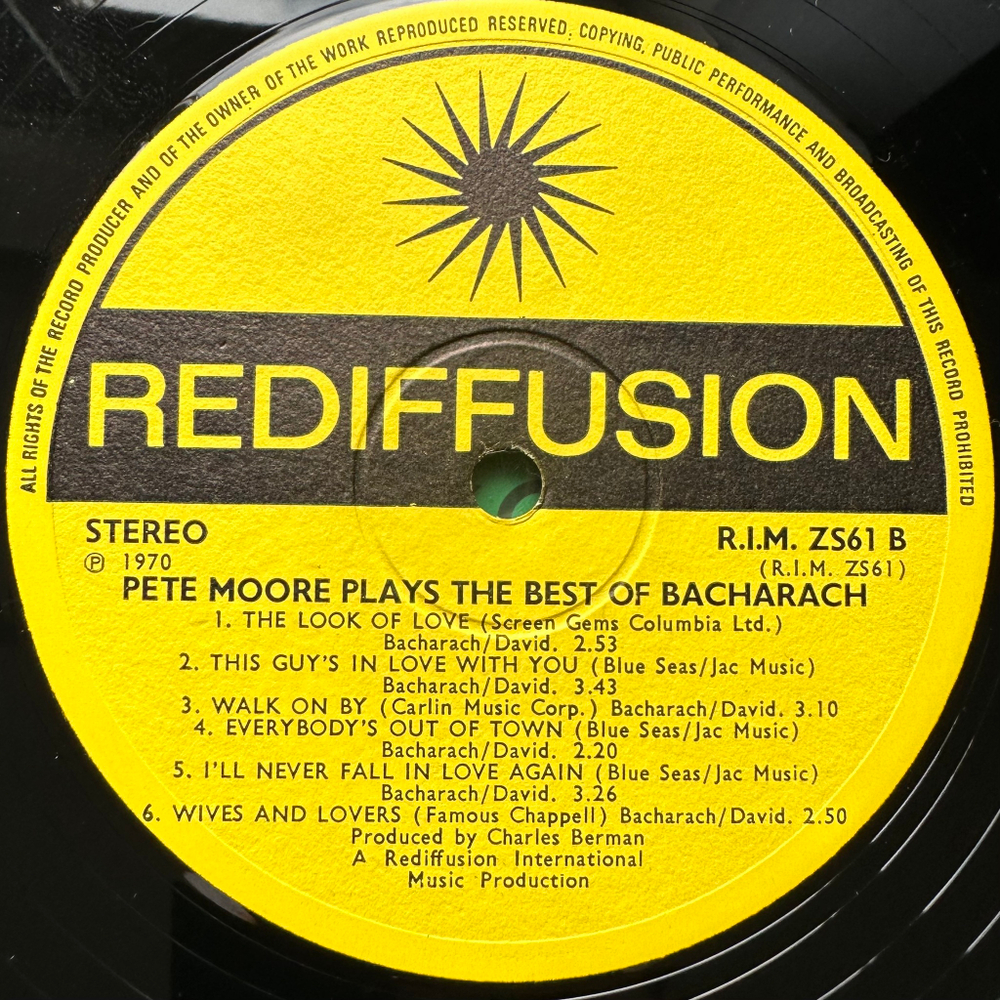 ALL RIGHTS OF THE RECORD PRODUCER AND OF THE OWNER OF THE WORK REPRODUCED RESERVED; COPYING, PUBLIC PERFORMANCE AND BROADCASTING OF THIS RECORD PROHIBITED
REDIFFUSION
STEREO
R.I.M. ZS61 B
℗ 1970
(R.I.M. ZS61)
PETE MOORE PLAYS THE BEST OF BACHARACH
1. THE LOOK OF LOVE (Screen Gems Columbia Ltd.)
Bacharach/David. 2.53
2. THIS GUY'S IN LOVE WITH YOU (Blue Seas/Jac Music)
Bacharach/David. 3.43
3. WALK ON BY (Carlin Music Corp.) Bacharach/David. 3.10
4. EVERYBODY'S OUT OF TOWN (Blue Seas/Jac Music)
Bacharach/David. 2.20
5. I'LL NEVER FALL IN LOVE AGAIN (Blue Seas/Jac Music)
Bacharach/David. 3.26
6. WIVES AND LOVERS (Famous Chappell) Bacharach/David. 2.50
Produced by Charles Berman
A Rediffusion International
Music Production